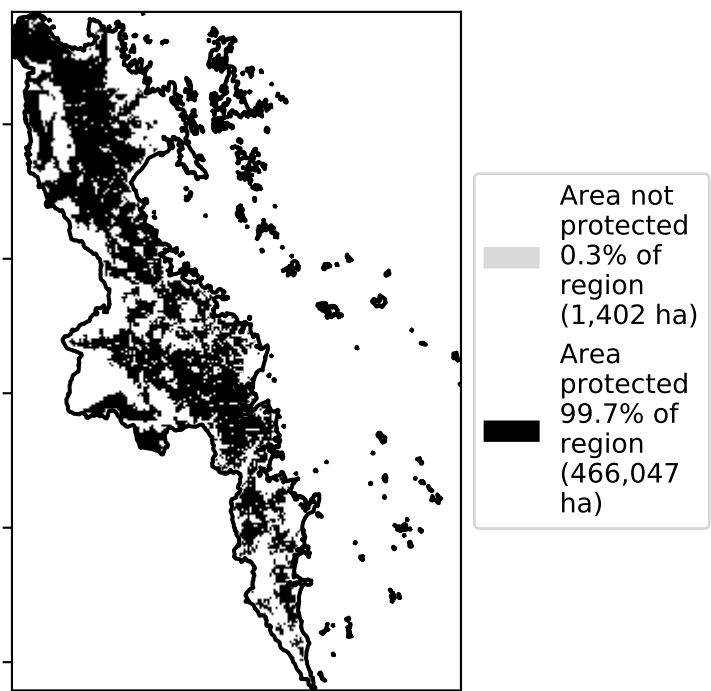 Area not
protected
0.3% of
region
(1,402 ha)
Area
protected
99.7% of
region
(466,047
ha)